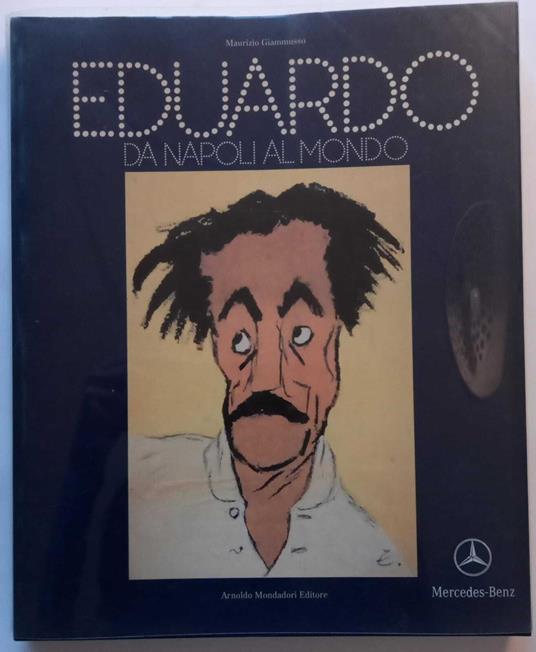 Maurizio Giammusso
EDUARDO
DA NAPOLI AL MONDO
Arnoldo Mondadori Editore
Mercedes-Benz